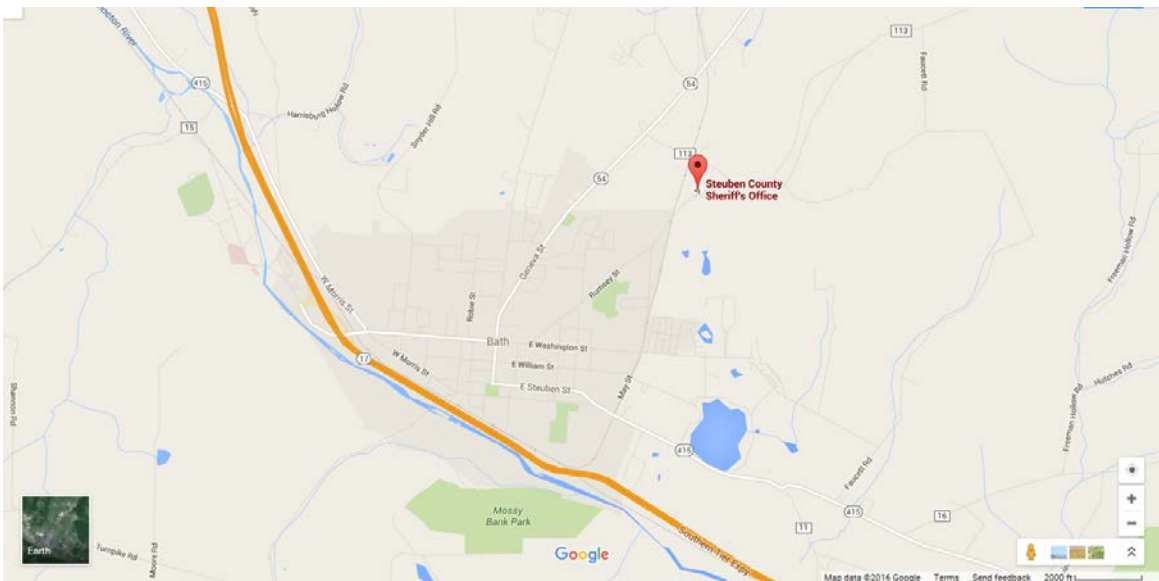 hocton River
415
15
Harrisburg Hollow Rd
Snyder Hill Rd
54
113
Faucett Rd
113
Steuben County
Sheriff's Office
54
Geneva St
Rumsey St
Freeman Hollow Rd
W Morris St
Robie St
Bath
E Washington St
17
W Morris St
E William St
E Steuben St
May St
Hutches Rd
Shannon Rd
415
Freeman Hollow Rd
Faucett Rd
Mossy
Bank Park
Southern Tier Expy
11
415
16
Earth
Turnpike Rd
Moore Rd
Google
Map data ©2016 Google Terms Send feedback 2000 ft